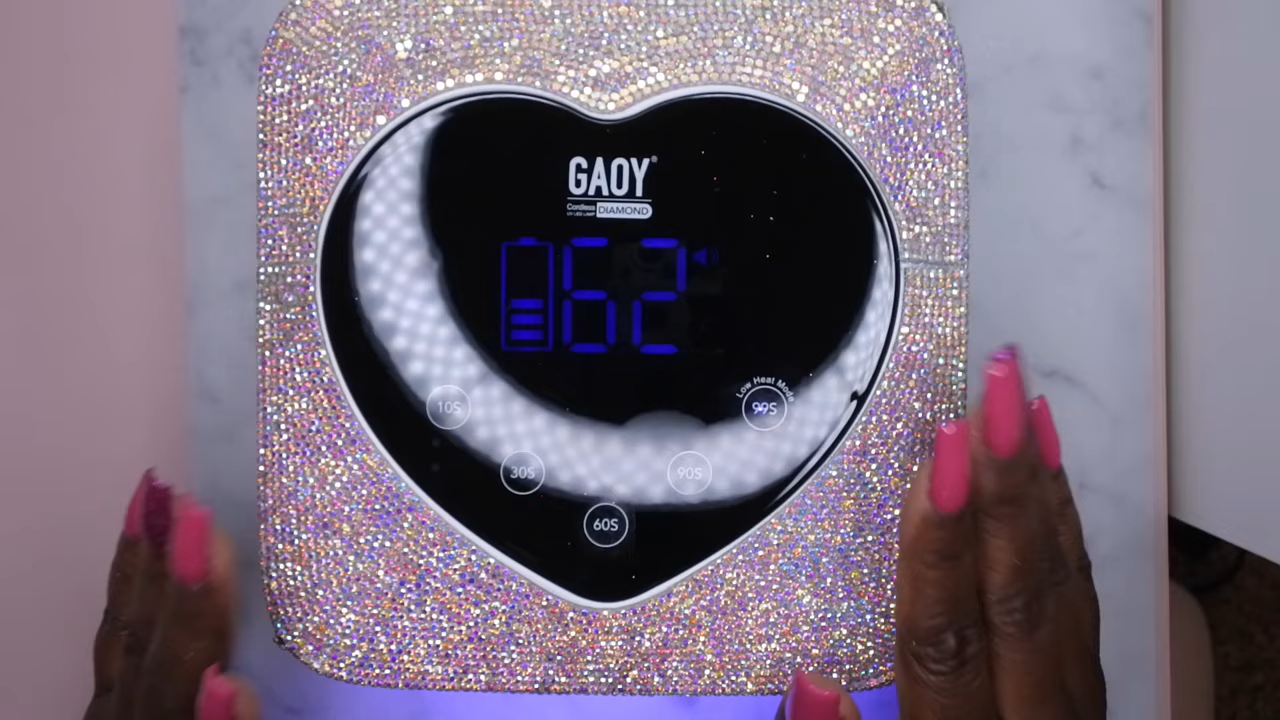 GAOY®
Cordless
UV LED LAMP
DIAMOND
62
Low Heat Mode
10S
99S
30S
90S
60S